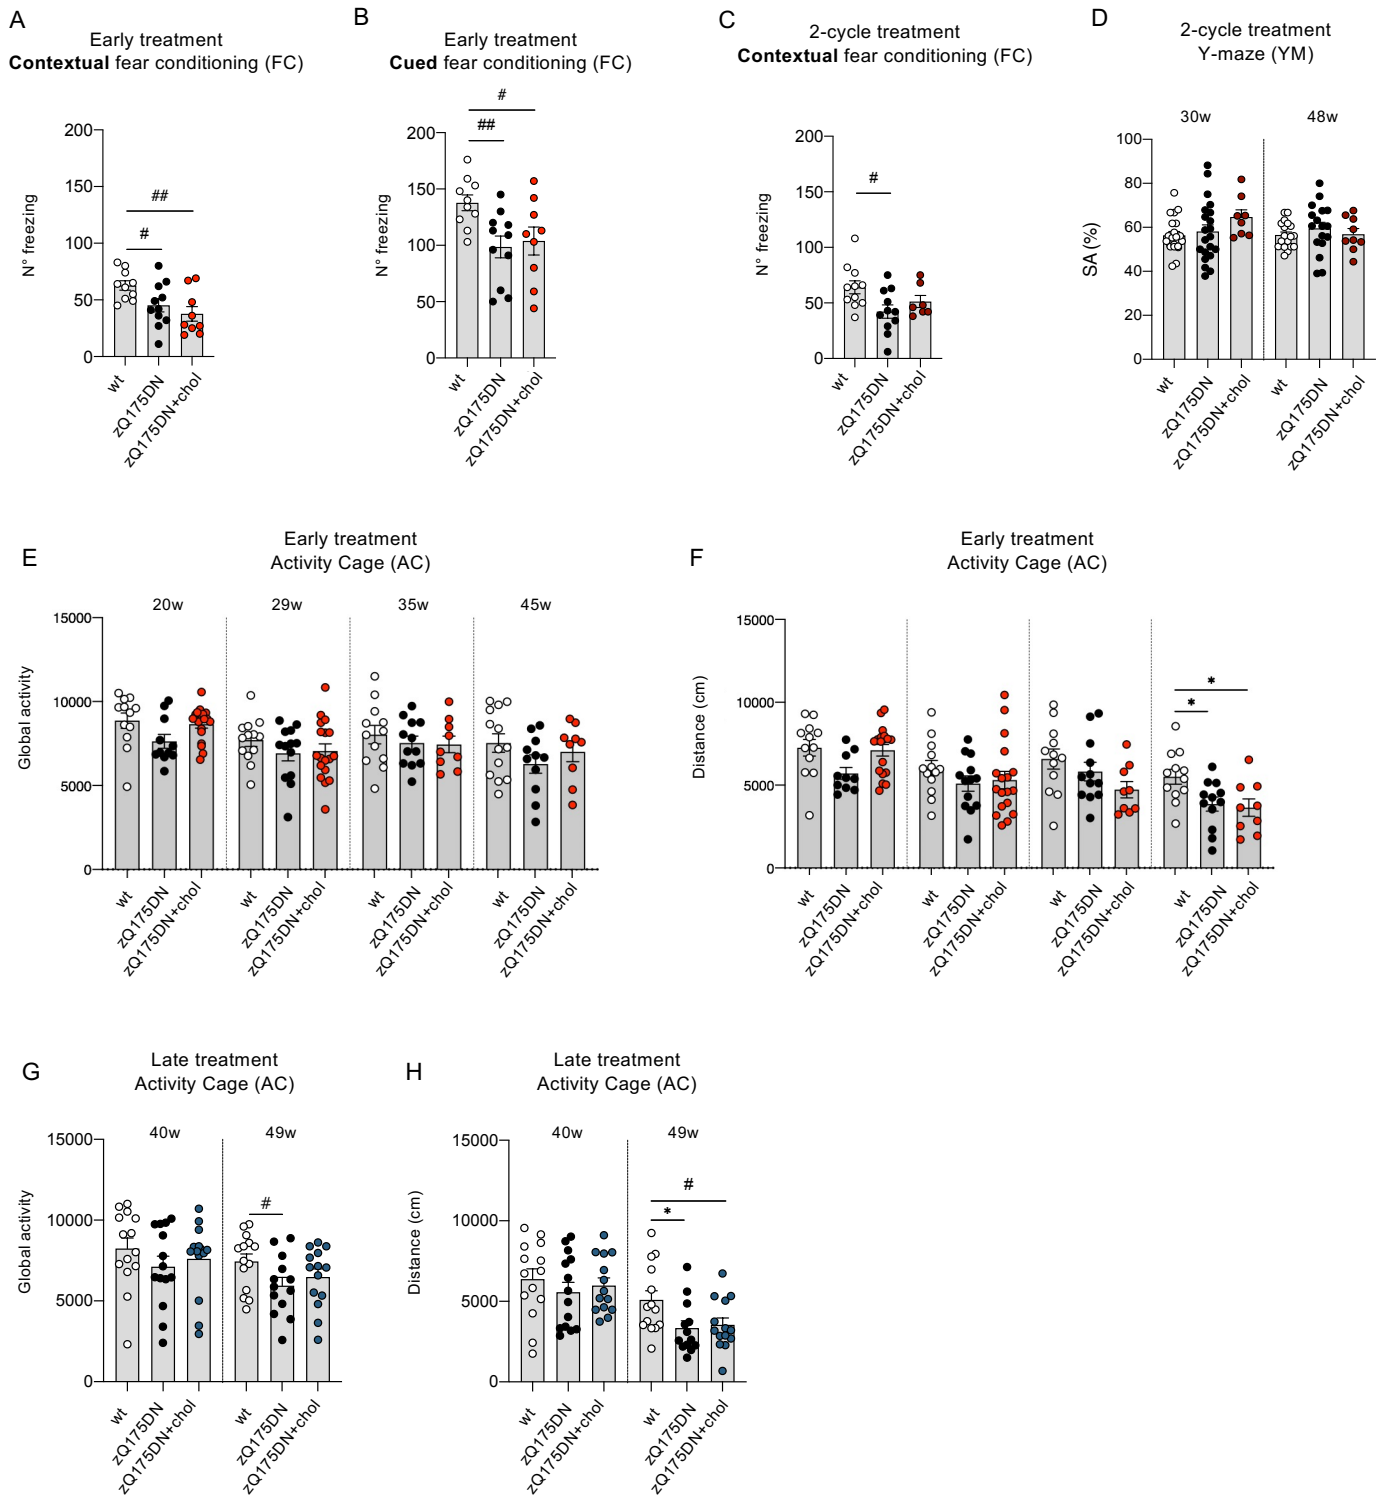 A
Early treatment
Contextual fear conditioning (FC)
N° freezing
200
150
100
50
0
##
#
wt
zQ175DN
zQ175DN+chol
B
Early treatment
Cued fear conditioning (FC)
N° freezing
200
150
100
50
0
#
##
wt
zQ175DN
zQ175DN+chol
C
2-cycle treatment
Contextual fear conditioning (FC)
N° freezing
200
150
100
50
0
#
wt
zQ175DN
zQ175DN+chol
D
2-cycle treatment
Y-maze (YM)
30w
48w
SA (%)
100
80
60
40
20
0
wt
zQ175DN
zQ175DN+chol
wt
zQ175DN
zQ175DN+chol
E
Early treatment
Activity Cage (AC)
20w
29w
35w
45w
Global activity
15000
10000
5000
0
wt
zQ175DN
zQ175DN+chol
wt
zQ175DN
zQ175DN+chol
wt
zQ175DN
zQ175DN+chol
wt
zQ175DN
zQ175DN+chol
F
Early treatment
Activity Cage (AC)
Distance (cm)
15000
10000
5000
0
*
*
wt
zQ175DN
zQ175DN+chol
wt
zQ175DN
zQ175DN+chol
wt
zQ175DN
zQ175DN+chol
wt
zQ175DN
zQ175DN+chol
G
Late treatment
Activity Cage (AC)
40w
49w
Global activity
15000
10000
5000
0
#
wt
zQ175DN
zQ175DN+chol
wt
zQ175DN
zQ175DN+chol
H
Late treatment
Activity Cage (AC)
40w
49w
Distance (cm)
15000
10000
5000
0
#
*
wt
zQ175DN
zQ175DN+chol
wt
zQ175DN
zQ175DN+chol